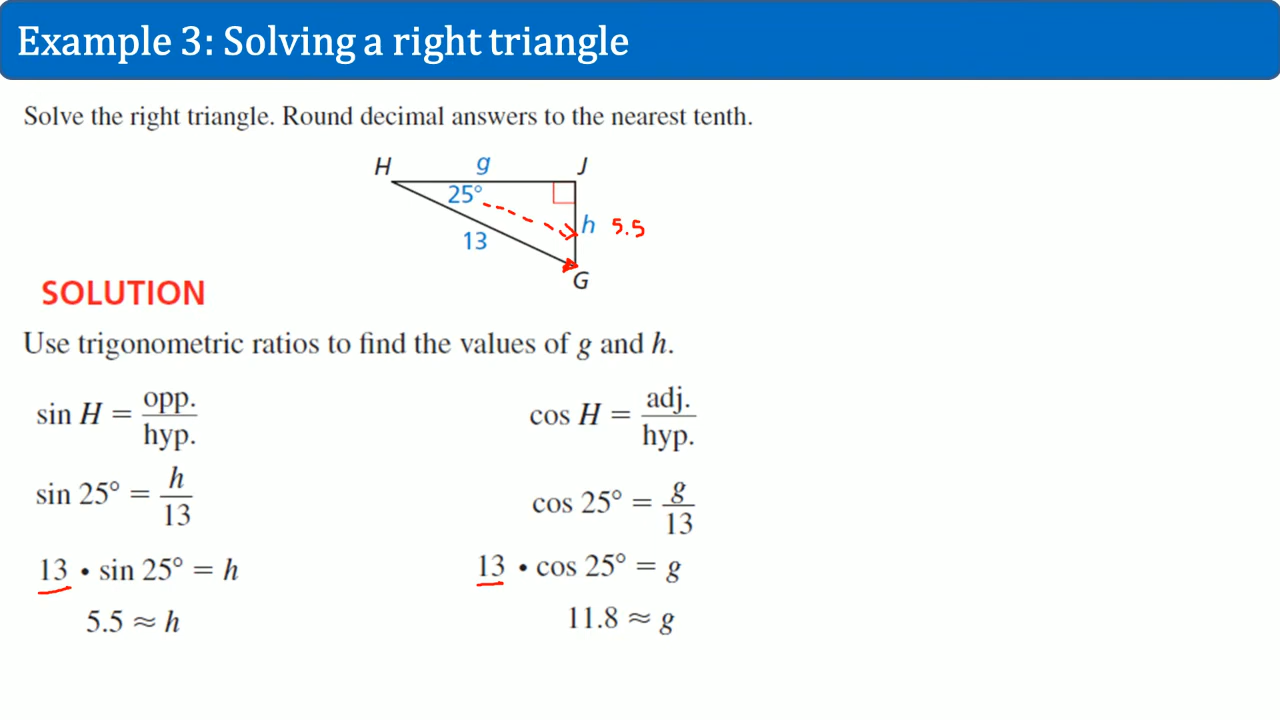 Example 3: Solving a right triangle
Solve the right triangle. Round decimal answers to the nearest tenth.
H g J
25°
h 5.5
13
G
SOLUTION
Use trigonometric ratios to find the values of g and h.
sin H = opp./hyp.
cos H = adj./hyp.
sin 25° = h/13
cos 25° = g/13
13 • sin 25° = h
13 • cos 25° = g
5.5 ≈ h
11.8 ≈ g